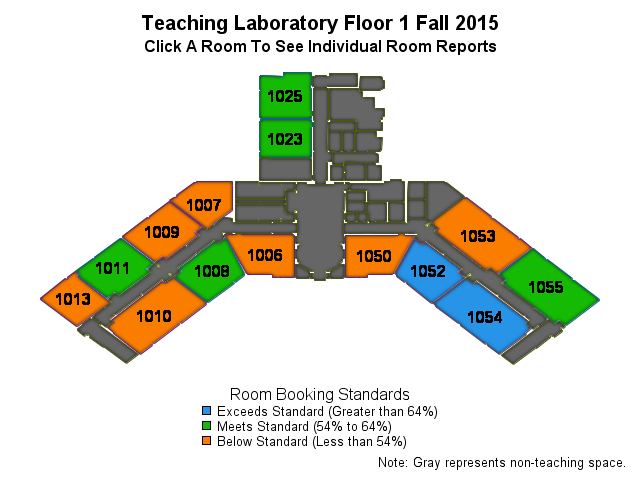 Teaching Laboratory Floor 1 Fall 2015
Click A Room To See Individual Room Reports
1025
1023
1007
1009
1053
1011
1008
1006
1050
1052
1055
1013
1010
1054
Room Booking Standards
Exceeds Standard (Greater than 64%)
Meets Standard (54% to 64%)
Below Standard (Less than 54%)
Note: Gray represents non-teaching space.